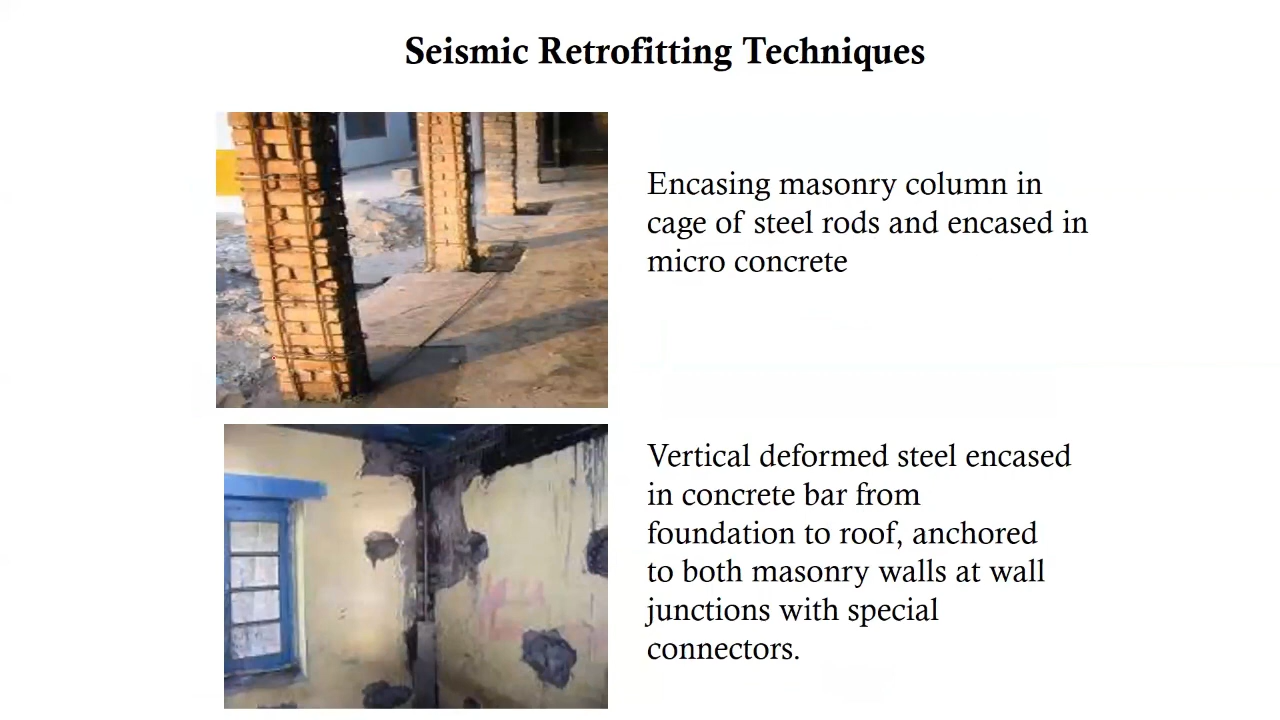 Seismic Retrofitting Techniques
Encasing masonry column in
cage of steel rods and encased in
micro concrete
Vertical deformed steel encased
in concrete bar from
foundation to roof, anchored
to both masonry walls at wall
junctions with special
connectors.